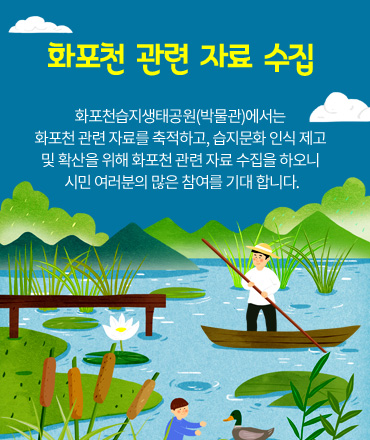 화포천 관련 자료 수집
화포천습지생태공원(박물관)에서는
화포천 관련 자료를 축적하고, 습지문화 인식 제고
및 확산을 위해 화포천 관련 자료 수집을 하오니
시민 여러분의 많은 참여를 기대 합니다.